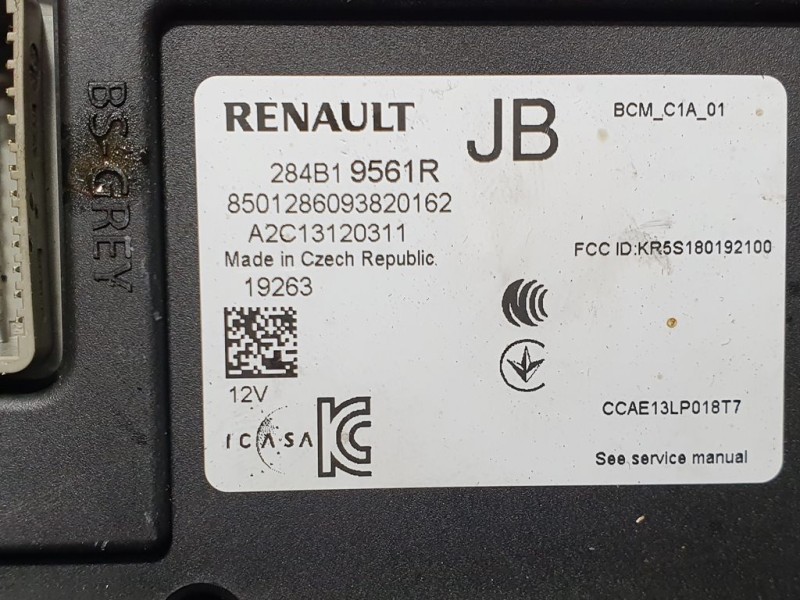 BS-GREY
RENAULT
JB
BCM_C1A_01
284B1 9561R
8501286093820162
A2C13120311
Made in Czech Republic
19263
FCC ID:KR5S180192100
12V
ICASA
CCAE13LP018T7
See service manual